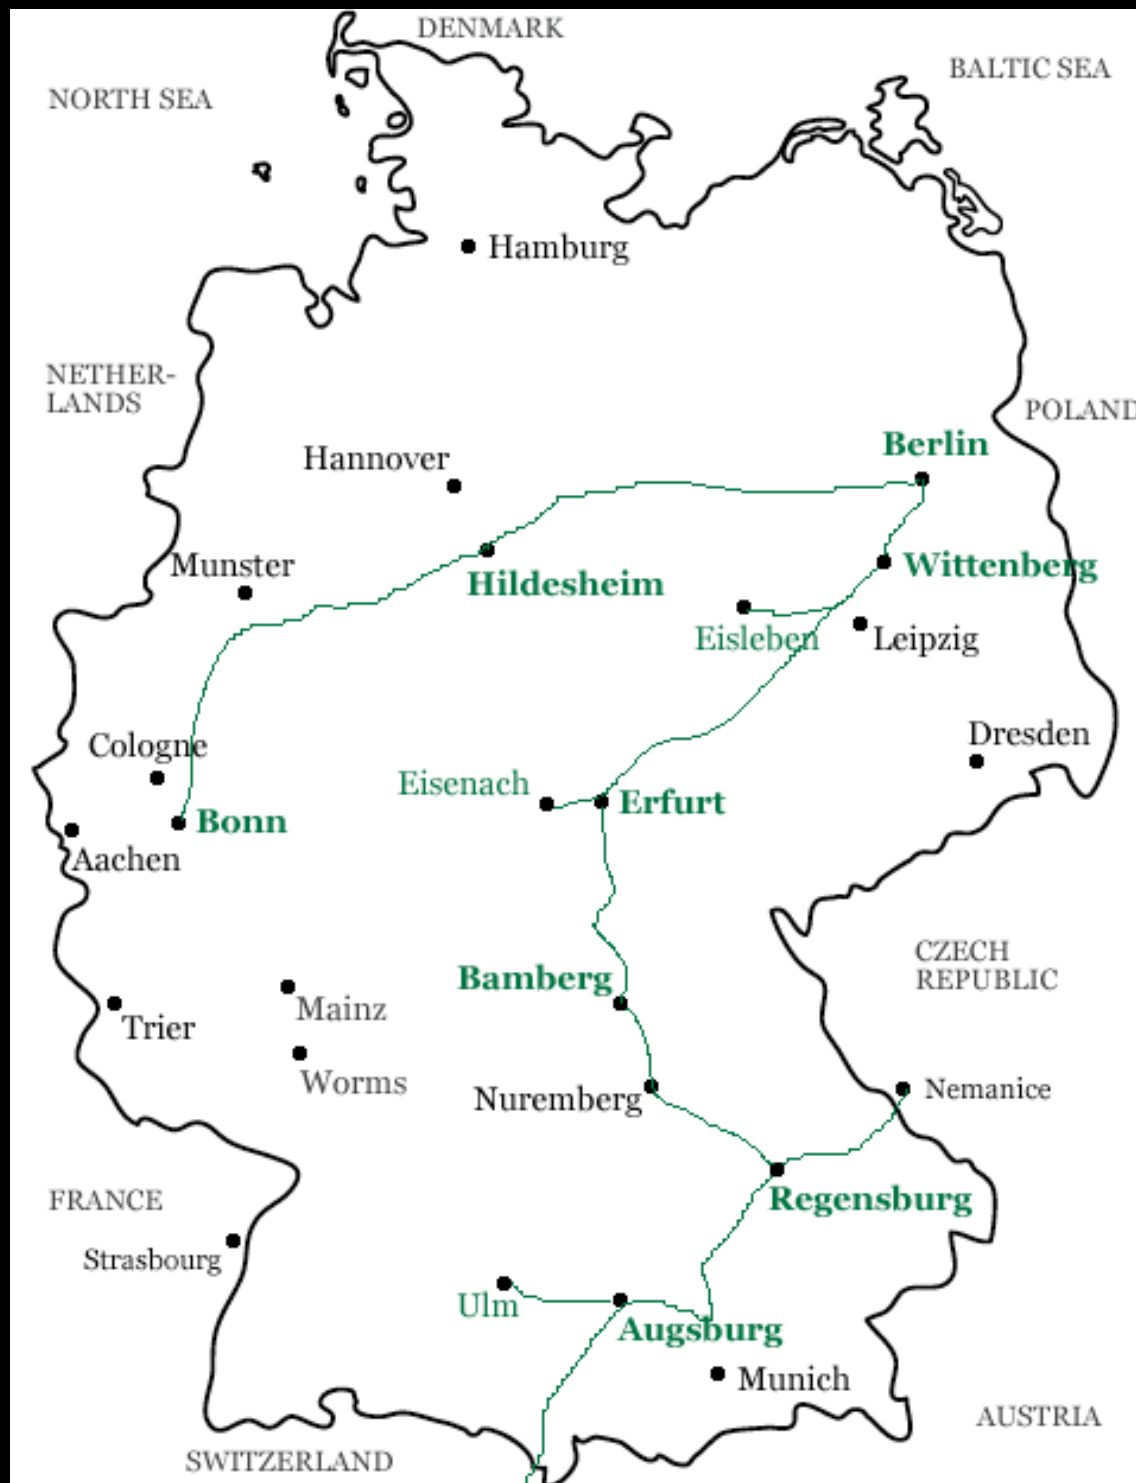 DENMARK
BALTIC SEA
NORTH SEA
Hamburg
NETHER-
LANDS
POLAND
Berlin
Hannover
Munster
Hildesheim
Wittenberg
Eisleben
Leipzig
Cologne
Dresden
Eisenach
Erfurt
Bonn
Aachen
CZECH
REPUBLIC
Bamberg
Mainz
Trier
Worms
Nuremberg
Nemanice
FRANCE
Regensburg
Strasbourg
Ulm
Augsburg
Munich
AUSTRIA
SWITZERLAND